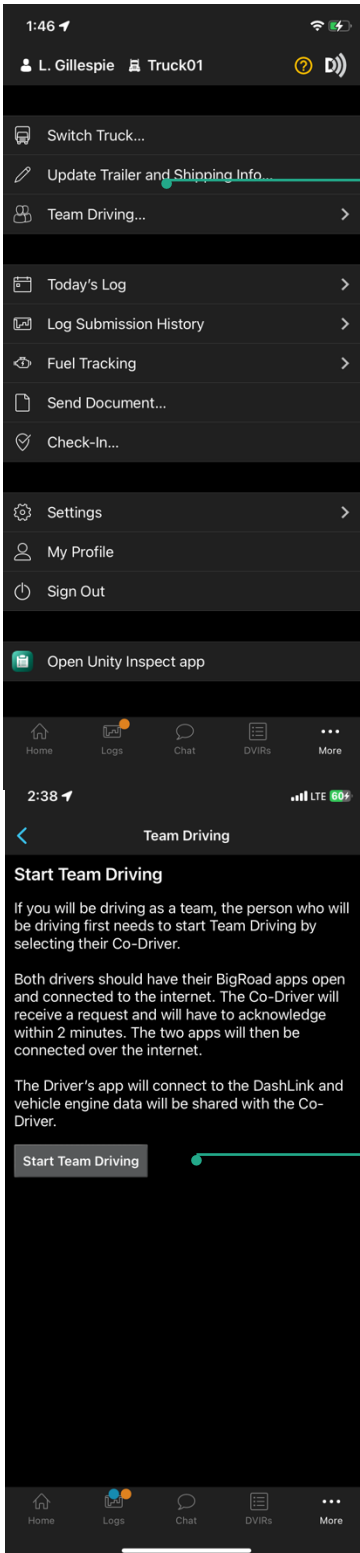 1:46
L. Gillespie Truck01
Switch Truck...
Update Trailer and Shipping Info...
Team Driving...
Today's Log
Log Submission History
Fuel Tracking
Send Document...
Check-In...
Settings
My Profile
Sign Out
Open Unity Inspect app
Home Logs Chat DVIRs More
2:38 LTE 60
Team Driving
Start Team Driving
If you will be driving as a team, the person who will
be driving first needs to start Team Driving by
selecting their Co-Driver.
Both drivers should have their BigRoad apps open
and connected to the internet. The Co-Driver will
receive a request and will have to acknowledge
within 2 minutes. The two apps will then be
connected over the internet.
The Driver's app will connect to the DashLink and
vehicle engine data will be shared with the Co-
Driver.
Start Team Driving
Home Logs Chat DVIRs More